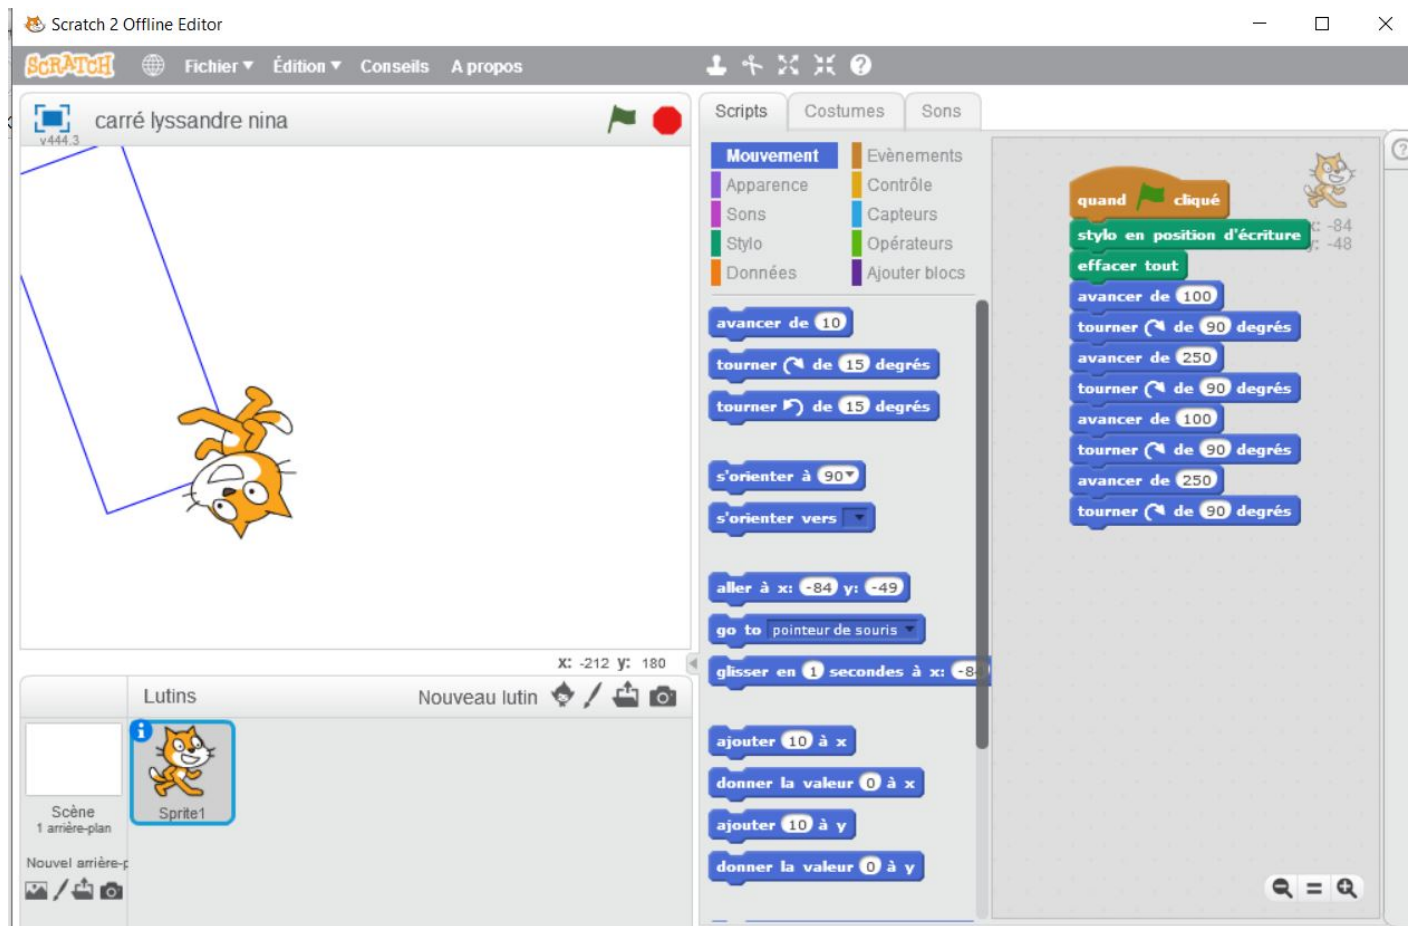 Scratch 2 Offline Editor
SCRATCH Fichier Édition Conseils A propos
v444.3 carré lyssandre nina
x: -212 y: 180
Lutins Nouveau lutin
Scène
1 arrière-plan
Sprite1
Nouvel arrière-p
Scripts Costumes Sons
Mouvement Evènements
Apparence Contrôle
Sons Capteurs
Stylo Opérateurs
Données Ajouter blocs
avancer de 10
tourner de 15 degrés
tourner de 15 degrés
s'orienter à 90
s'orienter vers
aller à x: -84 y: -49
go to pointeur de souris
glisser en 1 secondes à x: -8
ajouter 10 à x
donner la valeur 0 à x
ajouter 10 à y
donner la valeur 0 à y
x: -84
y: -48
quand cliqué
stylo en position d'écriture
effacer tout
avancer de 100
tourner de 90 degrés
avancer de 250
tourner de 90 degrés
avancer de 100
tourner de 90 degrés
avancer de 250
tourner de 90 degrés